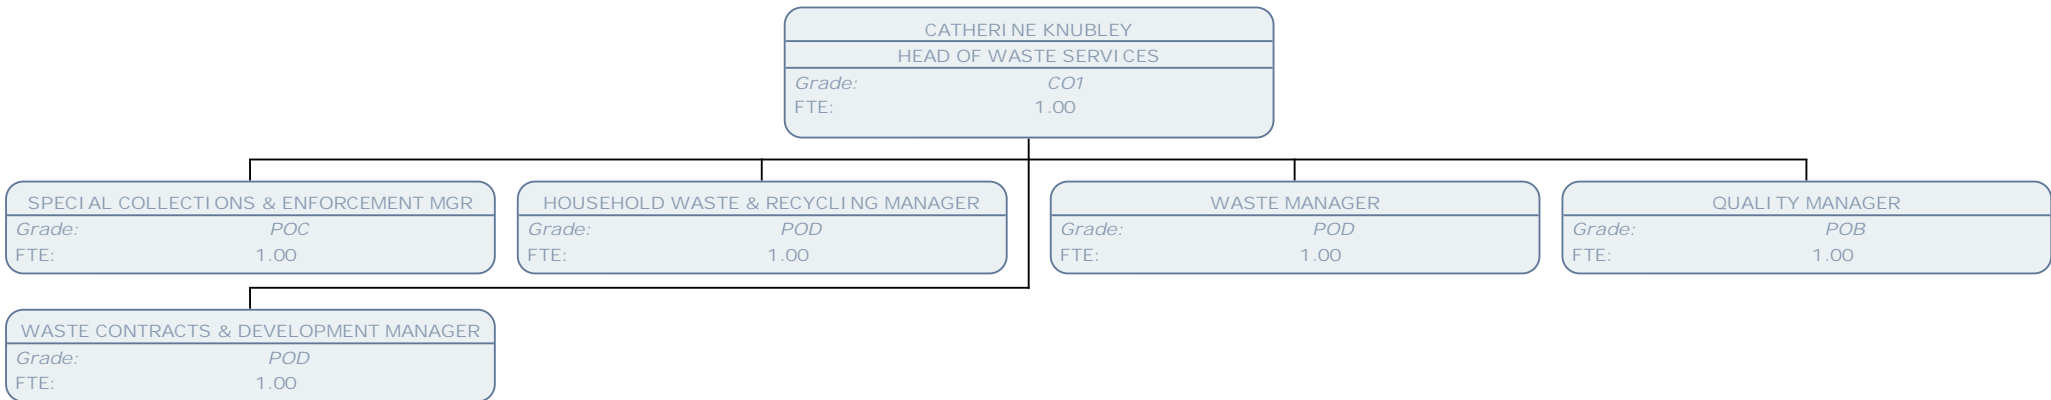 CATHERINE KNUBLEY
HEAD OF WASTE SERVICES
Grade: CO1
FTE: 1.00
SPECIAL COLLECTIONS & ENFORCEMENT MGR
Grade: POC
FTE: 1.00
HOUSEHOLD WASTE & RECYCLING MANAGER
Grade: POD
FTE: 1.00
WASTE MANAGER
Grade: POD
FTE: 1.00
QUALITY MANAGER
Grade: POB
FTE: 1.00
WASTE CONTRACTS & DEVELOPMENT MANAGER
Grade: POD
FTE: 1.00